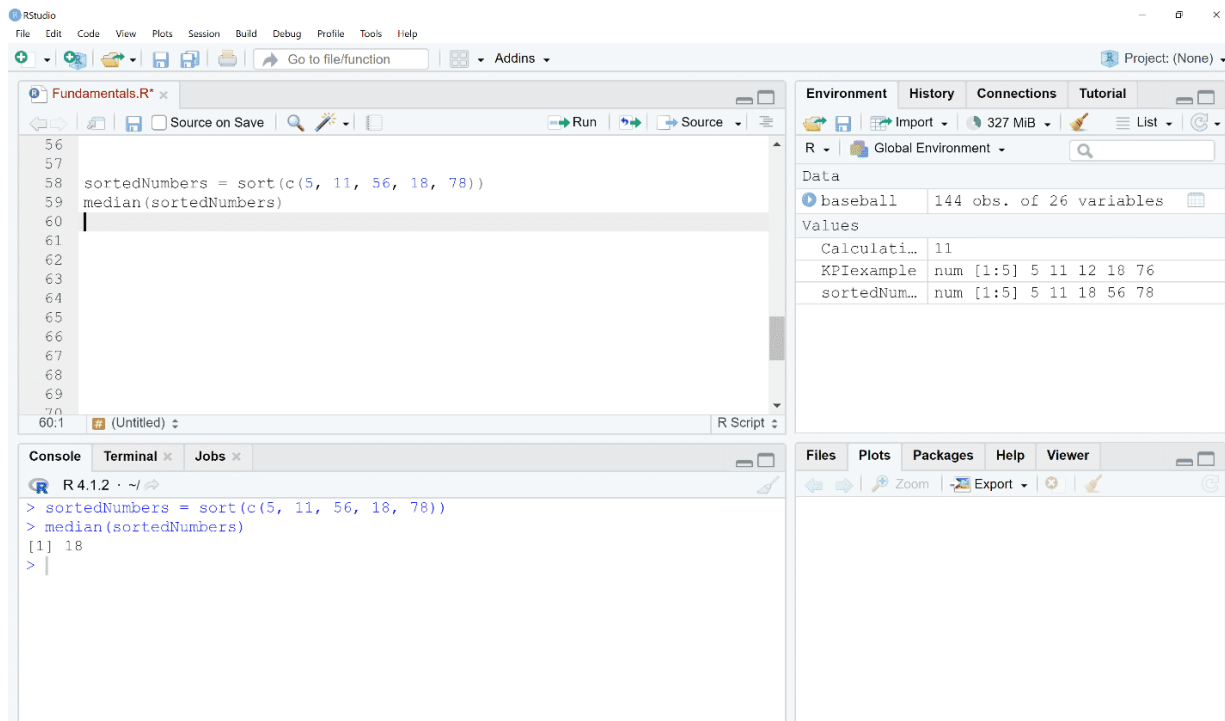 RStudio
File Edit Code View Plots Session Build Debug Profile Tools Help
Go to file/function Addins Project: (None)
Fundamentals.R*
Source on Save Run Source
56
57
58 sortedNumbers = sort(c(5, 11, 56, 18, 78))
59 median(sortedNumbers)
60
61
62
63
64
65
66
67
68
69
70
60:1 # (Untitled) R Script
Console Terminal Jobs
R 4.1.2 · ~/
> sortedNumbers = sort(c(5, 11, 56, 18, 78))
> median(sortedNumbers)
[1] 18
>
Environment History Connections Tutorial
Import 327 MiB List
R Global Environment
Data
baseball 144 obs. of 26 variables
Values
Calculati… 11
KPIexample num [1:5] 5 11 12 18 76
sortedNum… num [1:5] 5 11 18 56 78
Files Plots Packages Help Viewer
Zoom Export